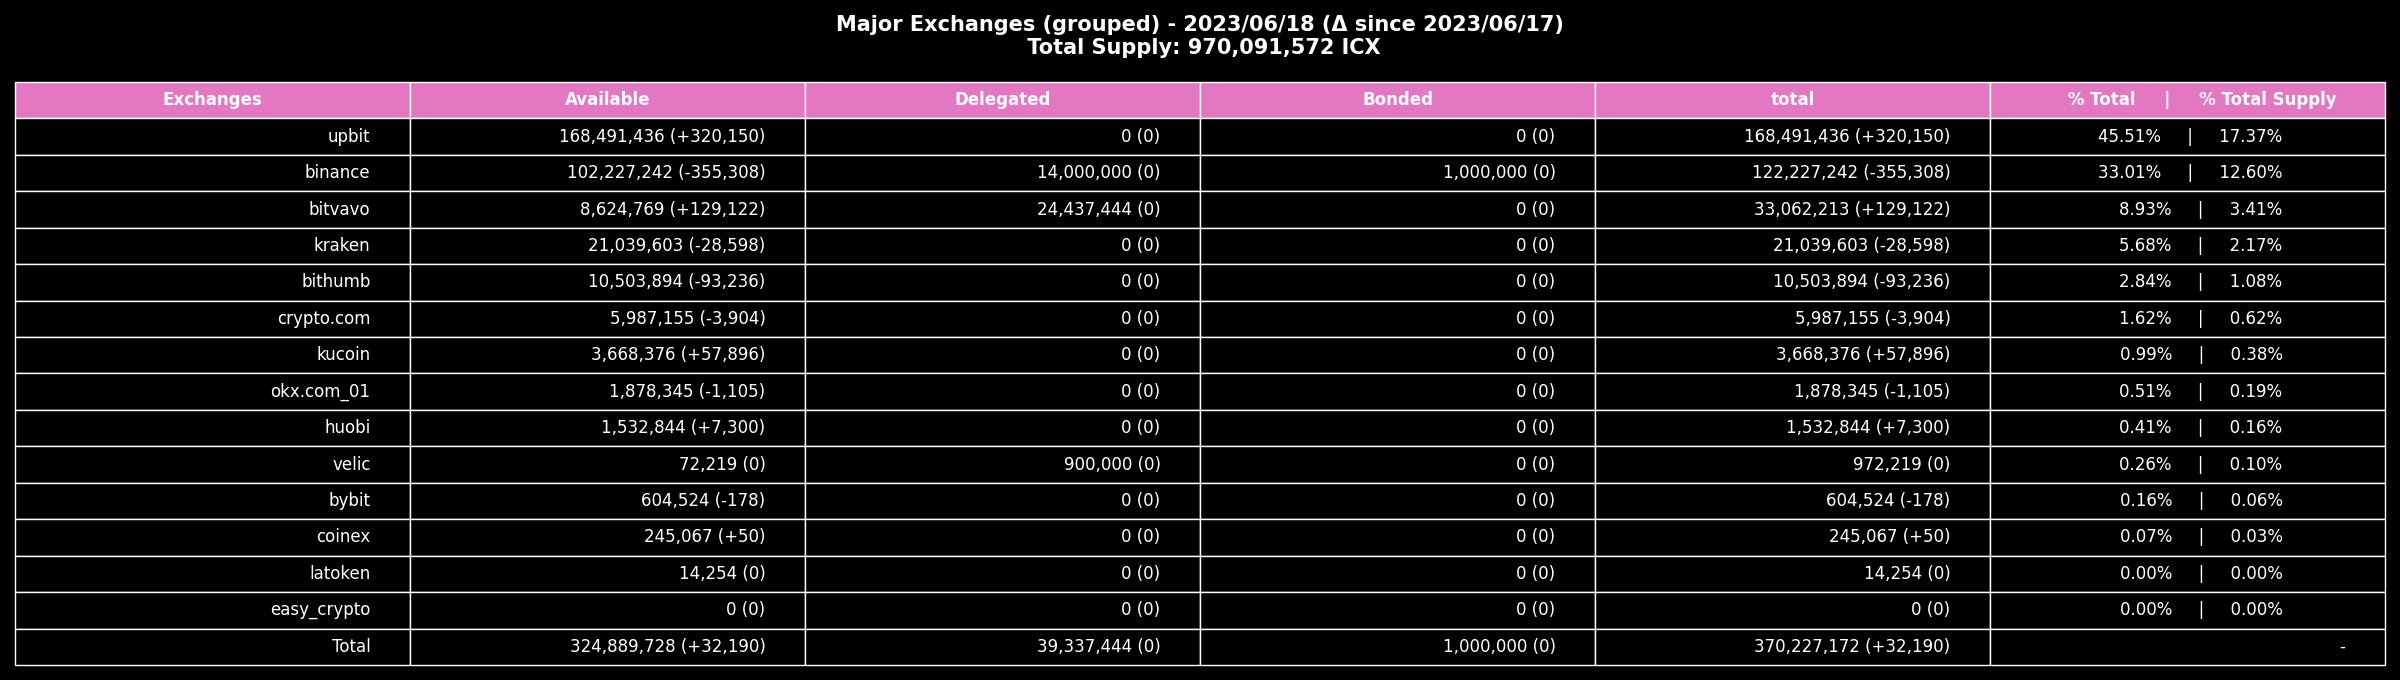 Major Exchanges (grouped) - 2023/06/18 (Δ since 2023/06/17)
Total Supply: 970,091,572 ICX
Exchanges Available Delegated Bonded total % Total | % Total Supply
upbit 168,491,436 (+320,150) 0 (0) 0 (0) 168,491,436 (+320,150) 45.51% | 17.37%
binance 102,227,242 (-355,308) 14,000,000 (0) 1,000,000 (0) 122,227,242 (-355,308) 33.01% | 12.60%
bitvavo 8,624,769 (+129,122) 24,437,444 (0) 0 (0) 33,062,213 (+129,122) 8.93% | 3.41%
kraken 21,039,603 (-28,598) 0 (0) 0 (0) 21,039,603 (-28,598) 5.68% | 2.17%
bithumb 10,503,894 (-93,236) 0 (0) 0 (0) 10,503,894 (-93,236) 2.84% | 1.08%
crypto.com 5,987,155 (-3,904) 0 (0) 0 (0) 5,987,155 (-3,904) 1.62% | 0.62%
kucoin 3,668,376 (+57,896) 0 (0) 0 (0) 3,668,376 (+57,896) 0.99% | 0.38%
okx.com_01 1,878,345 (-1,105) 0 (0) 0 (0) 1,878,345 (-1,105) 0.51% | 0.19%
huobi 1,532,844 (+7,300) 0 (0) 0 (0) 1,532,844 (+7,300) 0.41% | 0.16%
velic 72,219 (0) 900,000 (0) 0 (0) 972,219 (0) 0.26% | 0.10%
bybit 604,524 (-178) 0 (0) 0 (0) 604,524 (-178) 0.16% | 0.06%
coinex 245,067 (+50) 0 (0) 0 (0) 245,067 (+50) 0.07% | 0.03%
latoken 14,254 (0) 0 (0) 0 (0) 14,254 (0) 0.00% | 0.00%
easy_crypto 0 (0) 0 (0) 0 (0) 0 (0) 0.00% | 0.00%
Total 324,889,728 (+32,190) 39,337,444 (0) 1,000,000 (0) 370,227,172 (+32,190) -